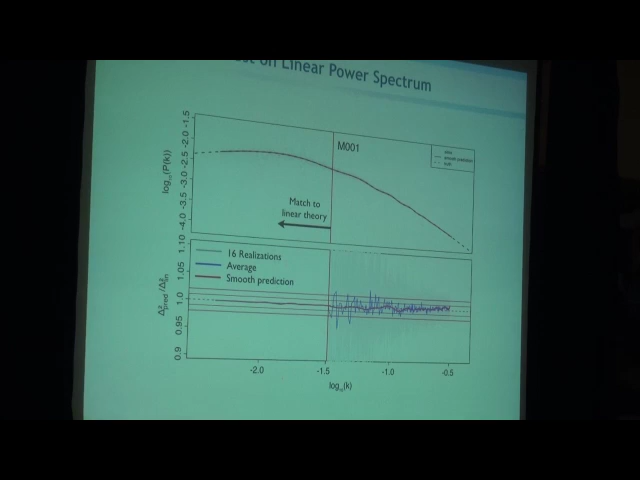 on Linear Power Spectrum
M001
Match to
linear theory
log₁₀(P(k))
-1.5
-2.0
-2.5
-3.0
-3.5
-4.0
16 Realizations
Average
Smooth prediction
Δ²pred/Δ²lin
1.10
1.05
1.0
0.95
0.9
-2.0
-1.5
-1.0
-0.5
log₁₀(k)